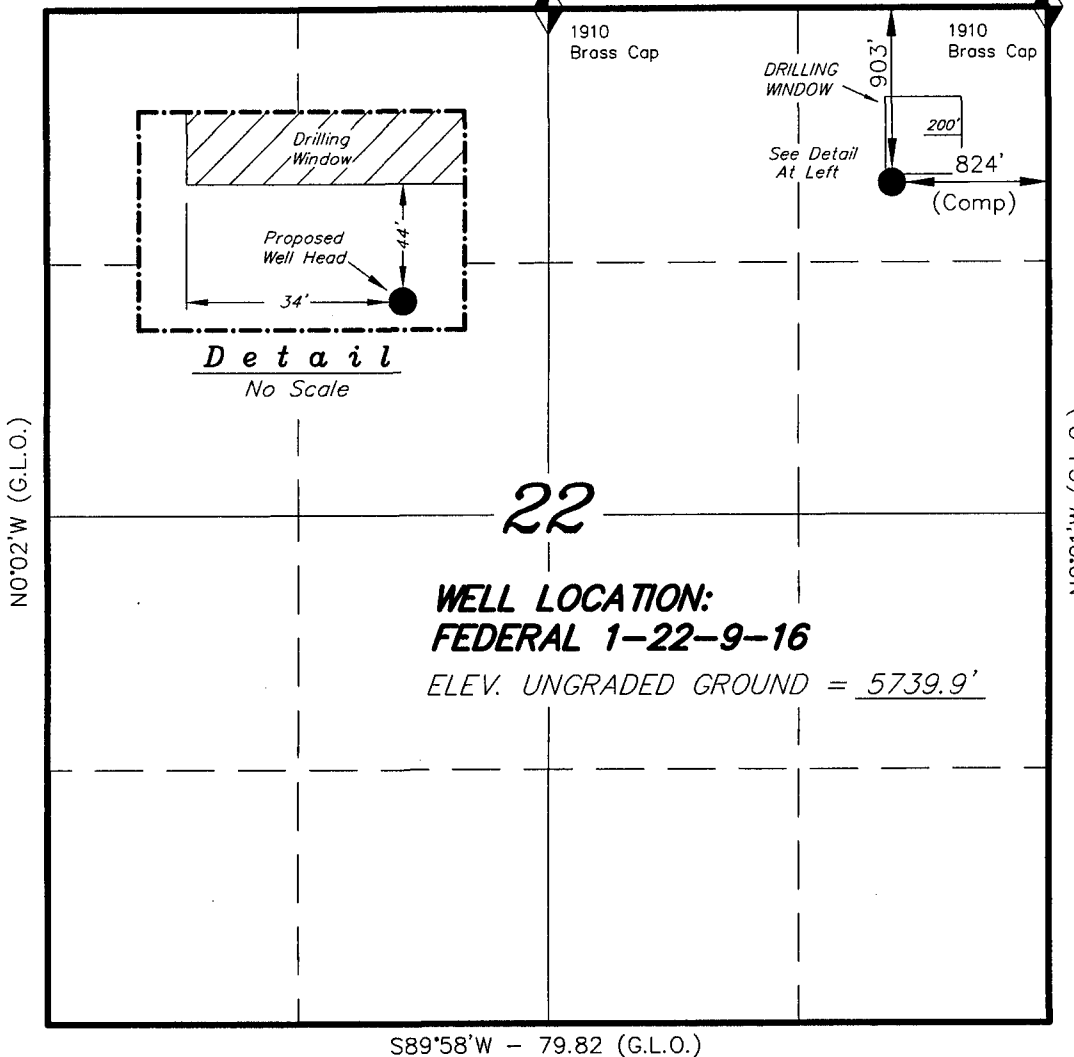 1910
Brass Cap
1910
Brass Cap
903'
DRILLING
WINDOW
200'
See Detail
At Left
824'
(Comp)
Drilling
Window
44'
Proposed
Well Head
34'
Detail
No Scale
N0°02'W (G.L.O.)
22
WELL LOCATION:
FEDERAL 1-22-9-16
ELEV. UNGRADED GROUND = 5739.9'
S89°58'W - 79.82 (G.L.O.)